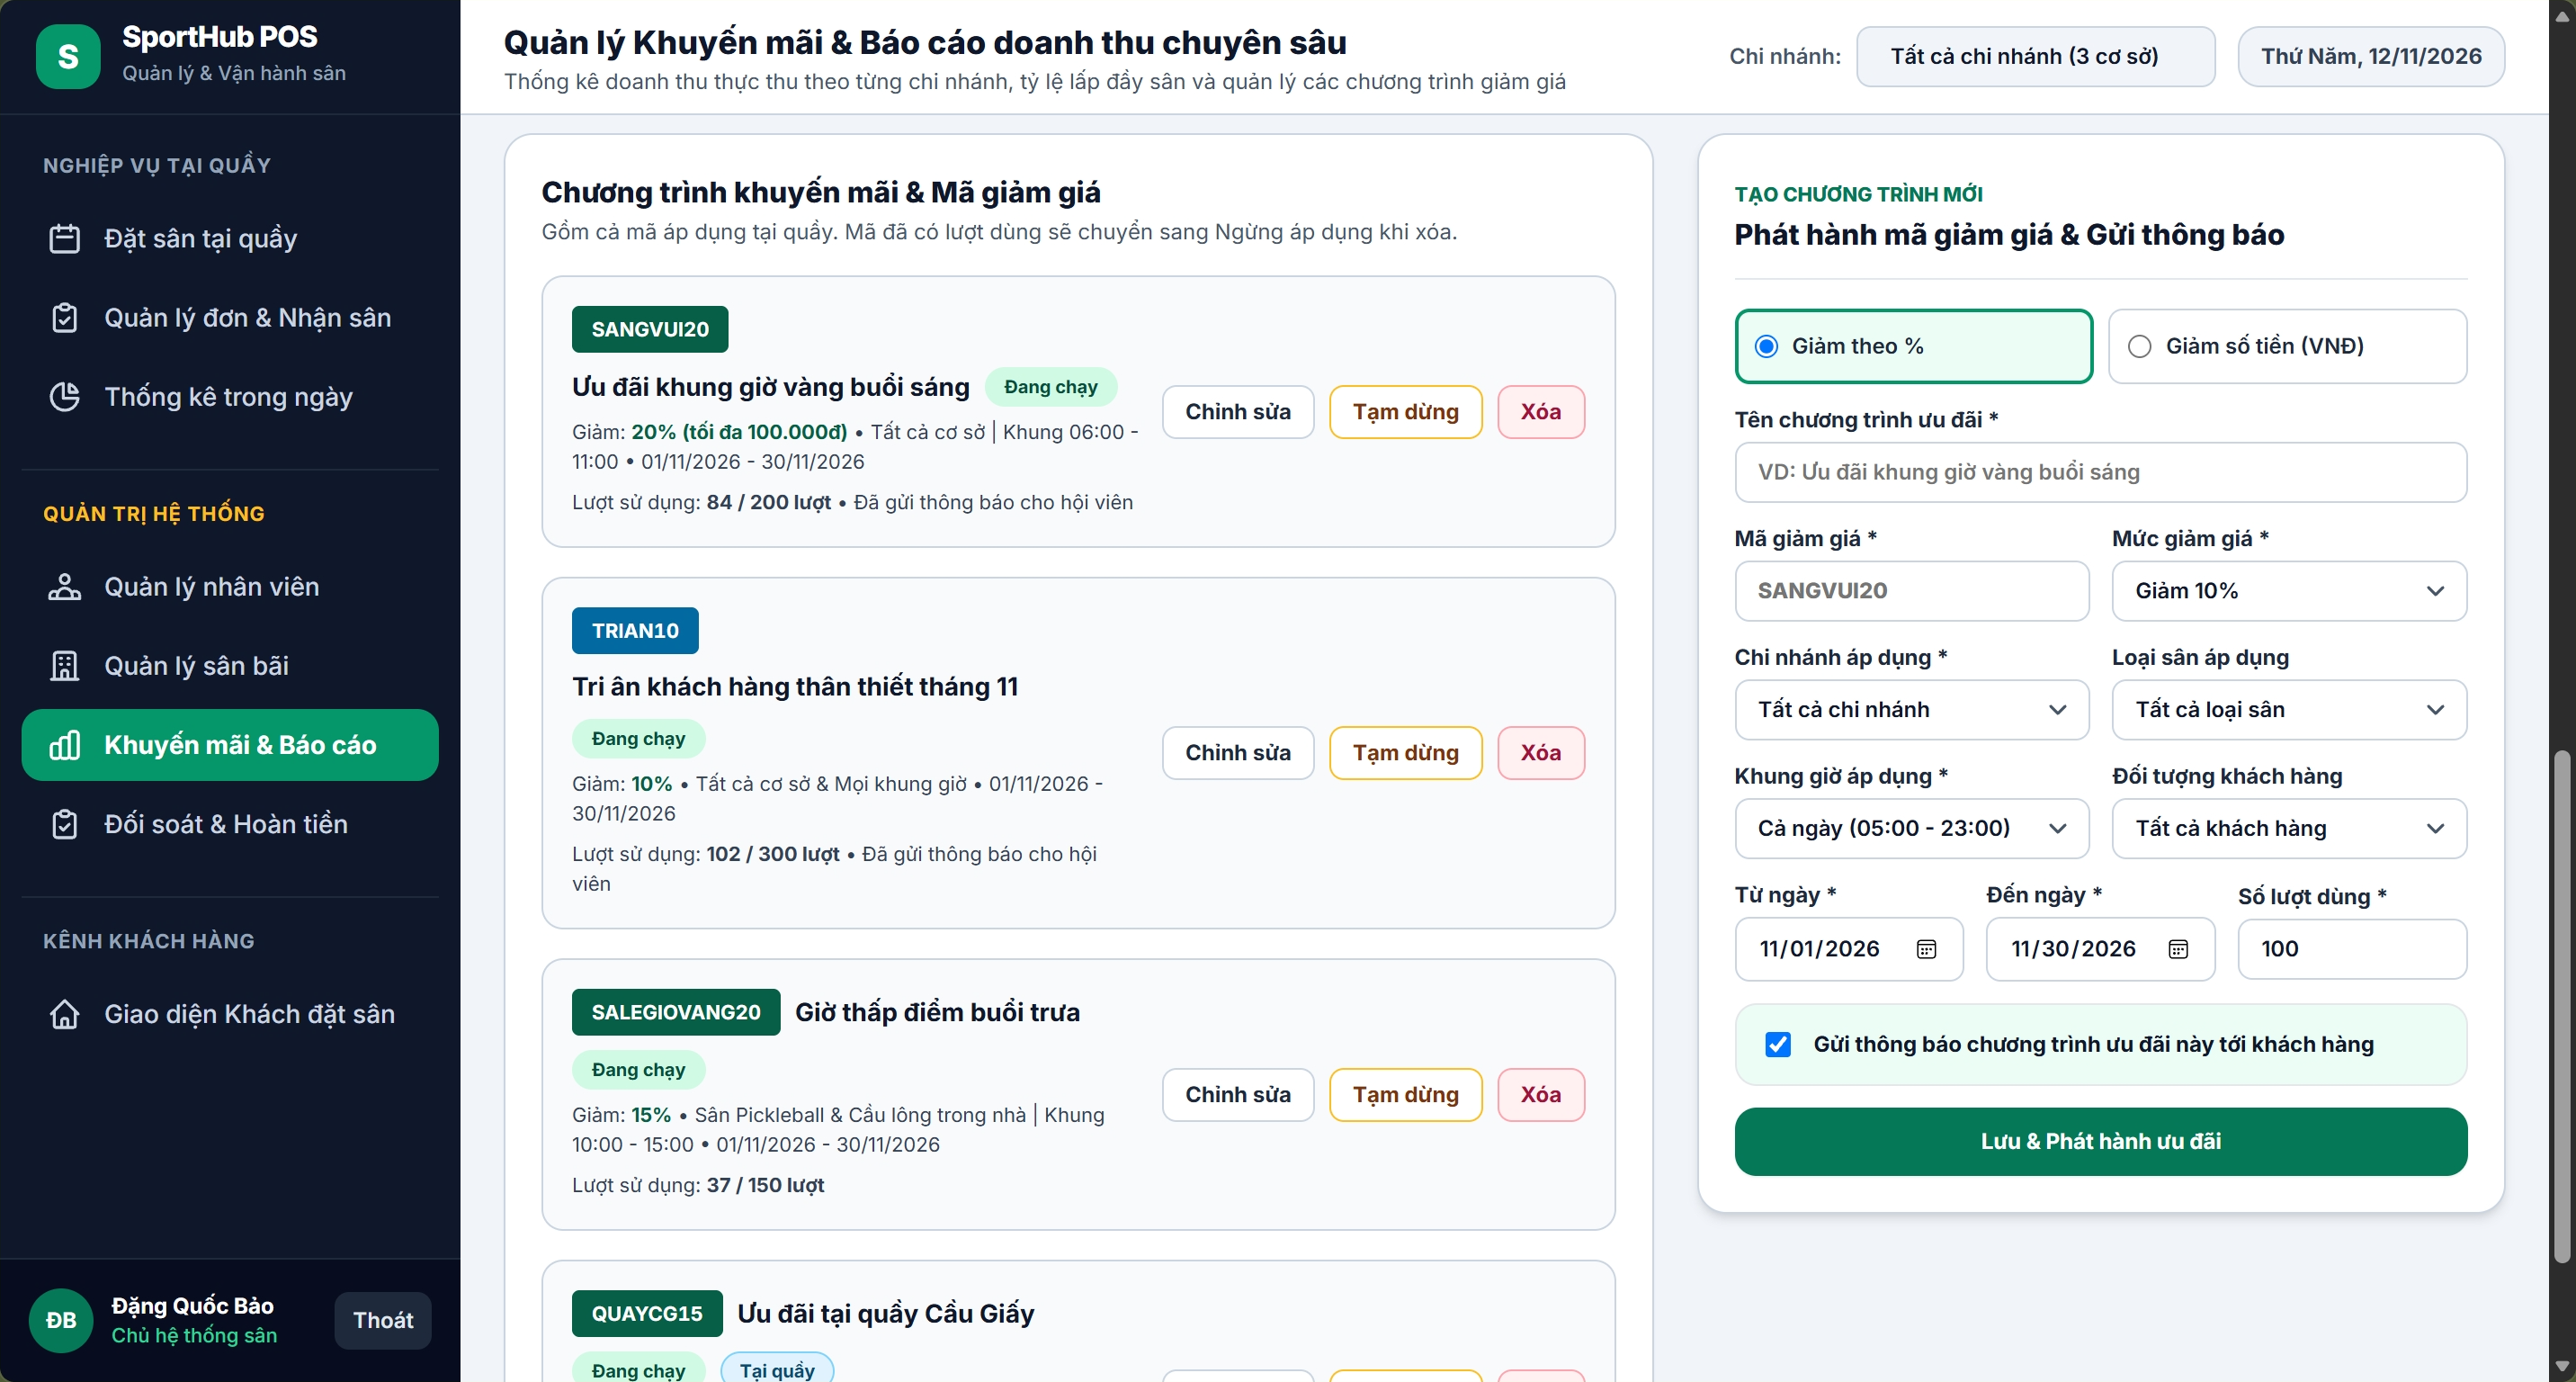 S
SportHub POS
Quản lý & Vận hành sân
NGHIỆP VỤ TẠI QUẦY
Đặt sân tại quầy
Quản lý đơn & Nhận sân
Thống kê trong ngày
QUẢN TRỊ HỆ THỐNG
Quản lý nhân viên
Quản lý sân bãi
Khuyến mãi & Báo cáo
Đối soát & Hoàn tiền
KÊNH KHÁCH HÀNG
Giao diện Khách đặt sân
ĐB
Đặng Quốc Bảo
Chủ hệ thống sân
Thoát
Quản lý Khuyến mãi & Báo cáo doanh thu chuyên sâu
Thống kê doanh thu thực thu theo từng chi nhánh, tỷ lệ lấp đầy sân và quản lý các chương trình giảm giá
Chi nhánh:
Tất cả chi nhánh (3 cơ sở)
Thứ Năm, 12/11/2026
Chương trình khuyến mãi & Mã giảm giá
Gồm cả mã áp dụng tại quầy. Mã đã có lượt dùng sẽ chuyển sang Ngừng áp dụng khi xóa.
SANGVUI20
Ưu đãi khung giờ vàng buổi sáng
Đang chạy
Giảm: 20% (tối đa 100.000đ) • Tất cả cơ sở | Khung 06:00 -
11:00 • 01/11/2026 - 30/11/2026
Lượt sử dụng: 84 / 200 lượt • Đã gửi thông báo cho hội viên
Chỉnh sửa
Tạm dừng
Xóa
TRIAN10
Tri ân khách hàng thân thiết tháng 11
Đang chạy
Giảm: 10% • Tất cả cơ sở & Mọi khung giờ • 01/11/2026 -
30/11/2026
Lượt sử dụng: 102 / 300 lượt • Đã gửi thông báo cho hội
viên
Chỉnh sửa
Tạm dừng
Xóa
SALEGIOVANG20
Giờ thấp điểm buổi trưa
Đang chạy
Giảm: 15% • Sân Pickleball & Cầu lông trong nhà | Khung
10:00 - 15:00 • 01/11/2026 - 30/11/2026
Lượt sử dụng: 37 / 150 lượt
Chỉnh sửa
Tạm dừng
Xóa
QUAYCG15
Ưu đãi tại quầy Cầu Giấy
Đang chạy
Tại quầy
TẠO CHƯƠNG TRÌNH MỚI
Phát hành mã giảm giá & Gửi thông báo
Giảm theo %
Giảm số tiền (VNĐ)
Tên chương trình ưu đãi *
VD: Ưu đãi khung giờ vàng buổi sáng
Mã giảm giá *
Mức giảm giá *
SANGVUI20
Giảm 10%
Chi nhánh áp dụng *
Loại sân áp dụng
Tất cả chi nhánh
Tất cả loại sân
Khung giờ áp dụng *
Đối tượng khách hàng
Cả ngày (05:00 - 23:00)
Tất cả khách hàng
Từ ngày *
Đến ngày *
Số lượt dùng *
11/01/2026
11/30/2026
100
Gửi thông báo chương trình ưu đãi này tới khách hàng
Lưu & Phát hành ưu đãi